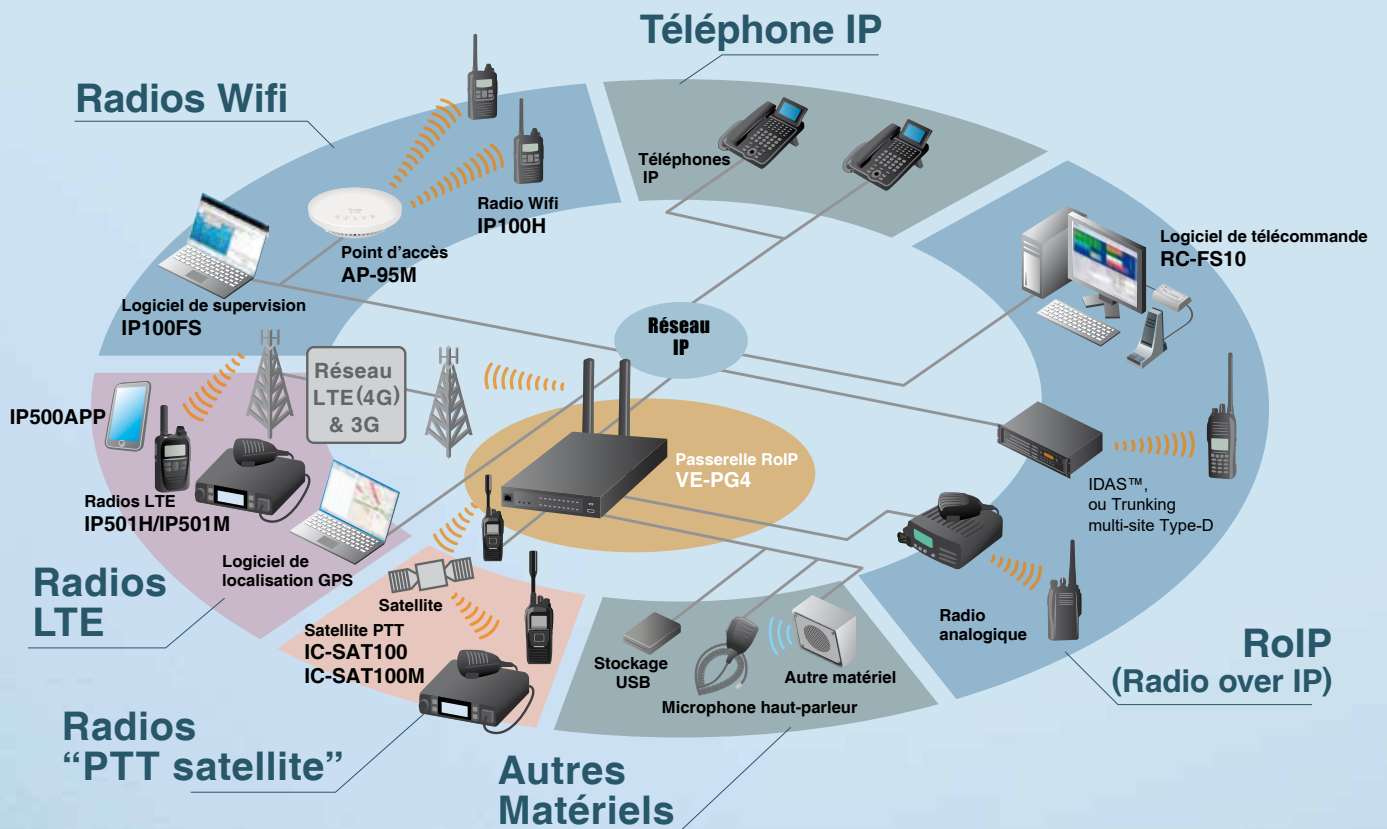 Téléphone IP
Radios Wifi
Téléphones
IP
Radio Wifi
IP100H
Point d’accès
AP-95M
Logiciel de supervision
IP100FS
Logiciel de télécommande
RC-FS10
Réseau
IP
Réseau
LTE(4G)
& 3G
IP500APP
Passerelle RoIP
VE-PG4
Radios LTE
IP501H/IP501M
IDAS™,
ou Trunking
multi-site Type-D
Logiciel de
localisation GPS
Radios
LTE
Satellite
Satellite PTT
IC-SAT100
IC-SAT100M
Radio
analogique
Stockage
USB
Autre matériel
Microphone haut-parleur
RoIP
(Radio over IP)
Radios
“PTT satellite”
Autres
Matériels